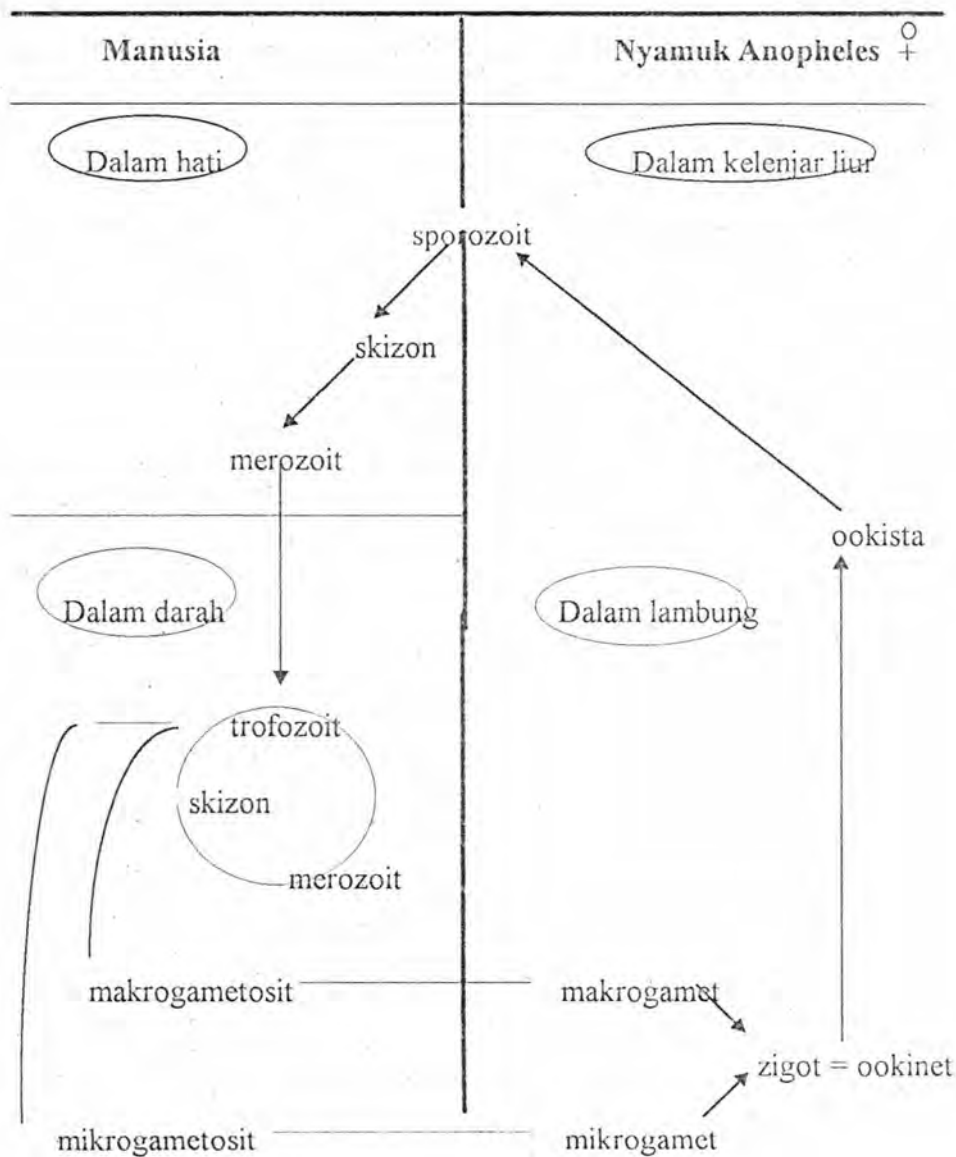 Manusia
Nyamuk Anopheles ♀
Dalam hati
Dalam kelenjar liur
sporozoit
skizon
merozoit
ookista
Dalam darah
Dalam lambung
trofozoit
skizon
merozoit
makrogametosit
makrogamet
zigot = ookinet
mikrogametosit
mikrogamet